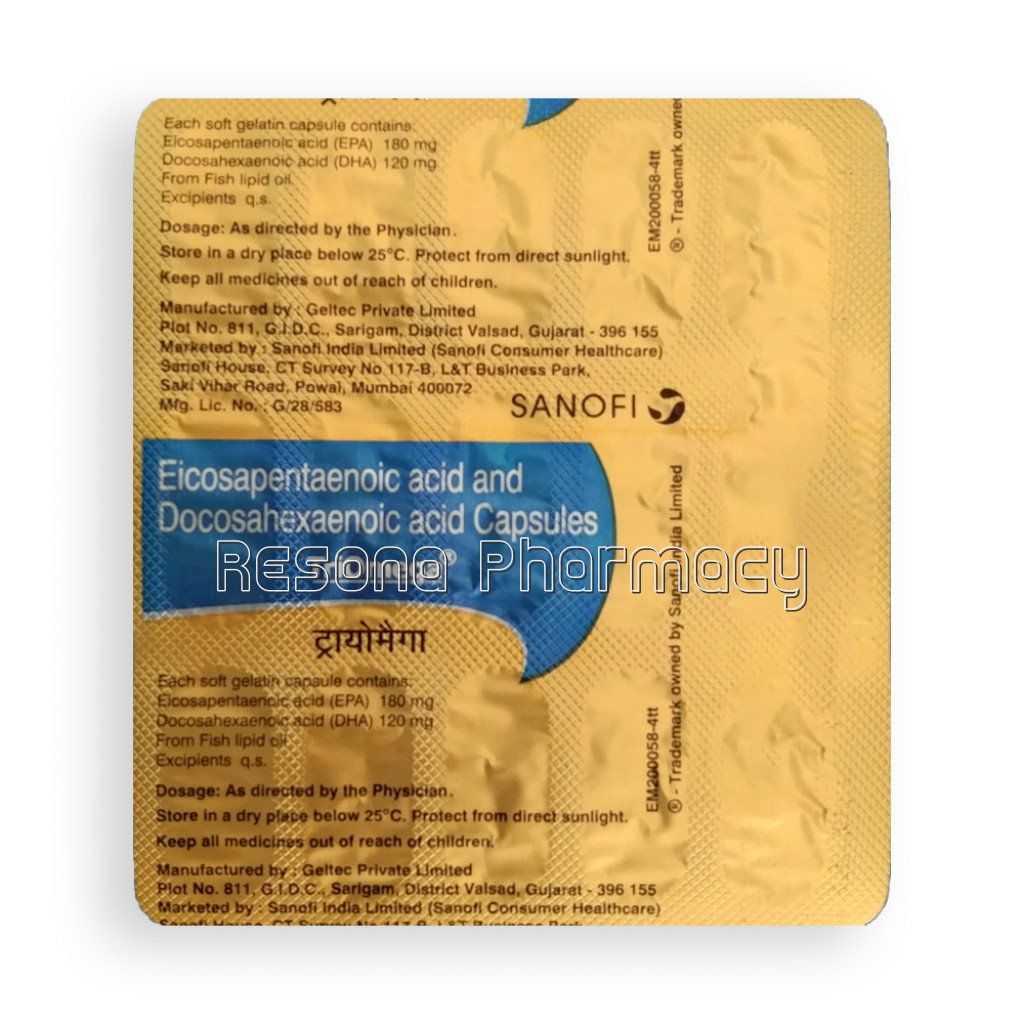 Each soft gelatin capsule contains:
Eicosapentaenoic acid (EPA) 180 mg
Docosahexaenoic acid (DHA) 120 mg
From Fish lipid oil
Excipients q.s.
Dosage: As directed by the Physician.
Store in a dry place below 25°C. Protect from direct sunlight.
Keep all medicines out of reach of children.
Manufactured by : Geltec Private Limited
Plot No. 811, G.I.D.C., Sarigam, District Valsad, Gujarat - 396 155
Marketed by : Sanofi India Limited (Sanofi Consumer Healthcare)
Sanofi House, CT Survey No 117-B, L&T Business Park,
Saki Vihar Road, Powai, Mumbai 400072
Mfg. Lic. No. : G/28/583
SANOFI
EM200058-4tt
® - Trademark owned
Eicosapentaenoic acid and
Docosahexaenoic acid Capsules
Resona Pharmacy
ट्रायोमैगा
Each soft gelatin capsule contains:
Eicosapentaenoic acid (EPA) 180 mg
Docosahexaenoic acid (DHA) 120 mg
From Fish lipid oil
Excipients q.s.
Dosage: As directed by the Physician.
Store in a dry place below 25°C. Protect from direct sunlight.
Keep all medicines out of reach of children.
Manufactured by : Geltec Private Limited
Plot No. 811, G.I.D.C., Sarigam, District Valsad, Gujarat - 396 155
Marketed by : Sanofi India Limited (Sanofi Consumer Healthcare)
EM200058-4tt
® - Trademark owned by Sanofi India Limited